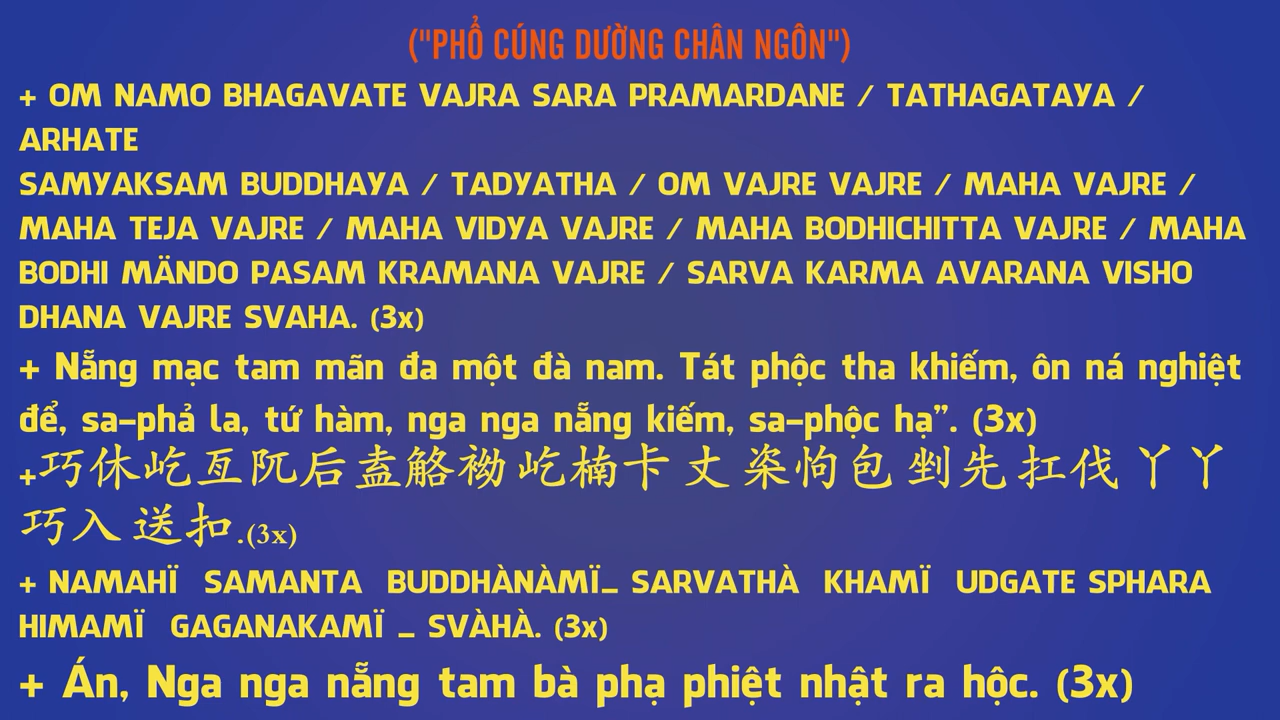 ("PHỔ CÚNG DƯỜNG CHÂN NGÔN")
+ OM NAMO BHAGAVATE VAJRA SARA PRAMARDANE / TATHAGATAYA /
ARHATE
SAMYAKSAM BUDDHAYA / TADYATHA / OM VAJRE VAJRE / MAHA VAJRE /
MAHA TEJA VAJRE / MAHA VIDYA VAJRE / MAHA BODHICHITTA VAJRE / MAHA
BODHI MÄNDO PASAM KRAMANA VAJRE / SARVA KARMA AVARANA VISHO
DHANA VAJRE SVAHA. (3x)
+ Nẵng mạc tam mãn đa một đà nam. Tát phộc tha khiếm, ôn ná nghiệt
để, sa-phả la, tứ hàm, nga nga nẵng kiếm, sa-phộc hạ”. (3x)
+巧休屹亙阢后盍觡袎屹楠卡丈栥怐包剉先扛伐丫丫
巧入送扣.(3x)
+ NAMAHÏ SAMANTA BUDDHÀNÀMÏ_ SARVATHÀ KHAMÏ UDGATE SPHARA
HIMAMÏ GAGANAKAMÏ _ SVÀHÀ. (3x)
+ Án, Nga nga nẵng tam bà phạ phiệt nhật ra hộc. (3x)